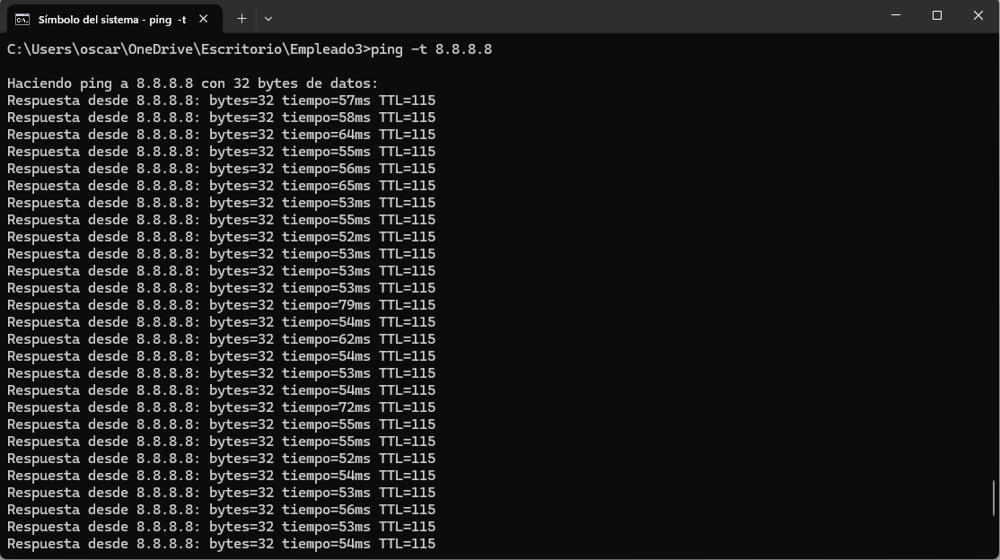 Símbolo del sistema - ping -t
C:\Users\oscar\OneDrive\Escritorio\Empleado3>ping -t 8.8.8.8
Haciendo ping a 8.8.8.8 con 32 bytes de datos:
Respuesta desde 8.8.8.8: bytes=32 tiempo=57ms TTL=115
Respuesta desde 8.8.8.8: bytes=32 tiempo=58ms TTL=115
Respuesta desde 8.8.8.8: bytes=32 tiempo=64ms TTL=115
Respuesta desde 8.8.8.8: bytes=32 tiempo=55ms TTL=115
Respuesta desde 8.8.8.8: bytes=32 tiempo=56ms TTL=115
Respuesta desde 8.8.8.8: bytes=32 tiempo=65ms TTL=115
Respuesta desde 8.8.8.8: bytes=32 tiempo=53ms TTL=115
Respuesta desde 8.8.8.8: bytes=32 tiempo=55ms TTL=115
Respuesta desde 8.8.8.8: bytes=32 tiempo=52ms TTL=115
Respuesta desde 8.8.8.8: bytes=32 tiempo=53ms TTL=115
Respuesta desde 8.8.8.8: bytes=32 tiempo=53ms TTL=115
Respuesta desde 8.8.8.8: bytes=32 tiempo=53ms TTL=115
Respuesta desde 8.8.8.8: bytes=32 tiempo=79ms TTL=115
Respuesta desde 8.8.8.8: bytes=32 tiempo=54ms TTL=115
Respuesta desde 8.8.8.8: bytes=32 tiempo=62ms TTL=115
Respuesta desde 8.8.8.8: bytes=32 tiempo=54ms TTL=115
Respuesta desde 8.8.8.8: bytes=32 tiempo=53ms TTL=115
Respuesta desde 8.8.8.8: bytes=32 tiempo=54ms TTL=115
Respuesta desde 8.8.8.8: bytes=32 tiempo=72ms TTL=115
Respuesta desde 8.8.8.8: bytes=32 tiempo=55ms TTL=115
Respuesta desde 8.8.8.8: bytes=32 tiempo=55ms TTL=115
Respuesta desde 8.8.8.8: bytes=32 tiempo=52ms TTL=115
Respuesta desde 8.8.8.8: bytes=32 tiempo=54ms TTL=115
Respuesta desde 8.8.8.8: bytes=32 tiempo=53ms TTL=115
Respuesta desde 8.8.8.8: bytes=32 tiempo=56ms TTL=115
Respuesta desde 8.8.8.8: bytes=32 tiempo=53ms TTL=115
Respuesta desde 8.8.8.8: bytes=32 tiempo=54ms TTL=115